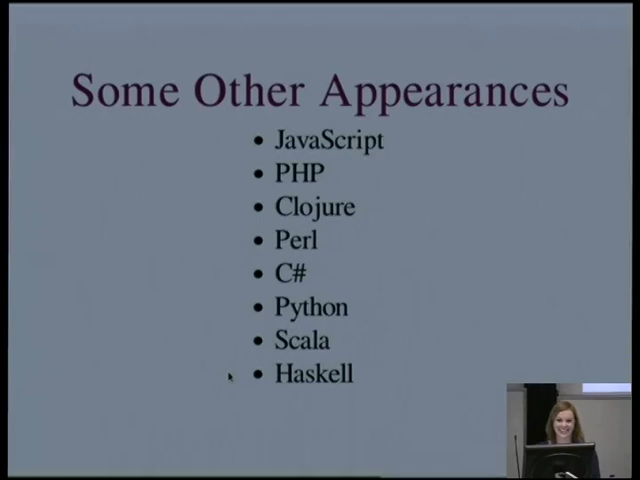 Some Other Appearances
• JavaScript
• PHP
• Clojure
• Perl
• C#
• Python
• Scala
• Haskell